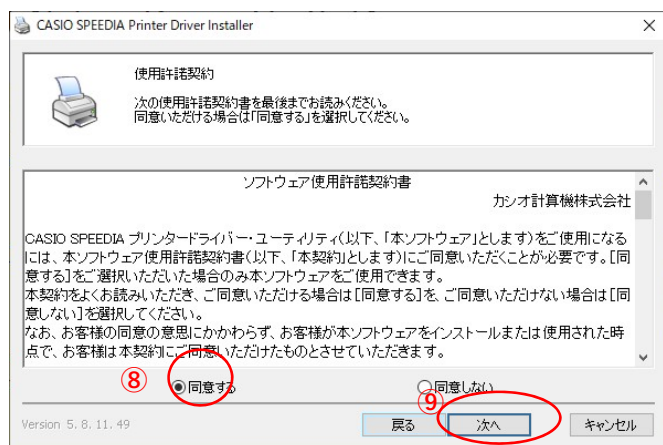 CASIO SPEEDIA Printer Driver Installer
使用許諾契約
次の使用許諾契約書を最後までお読みください。
同意いただける場合は「同意する」を選択してください。
ソフトウェア使用許諾契約書
カシオ計算機株式会社
CASIO SPEEDIA プリンタードライバー・ユーティリティ(以下、「本ソフトウェア」とします)をご使用になる
には、本ソフトウェア使用許諾契約書(以下、「本契約」とします)にご同意いただくことが必要です。[同
意する]をご選択いただいた場合のみ本ソフトウェアをご使用できます。
本契約をよくお読みいただき、ご同意いただける場合は[同意する]を、ご同意いただけない場合は[同
意しない]を選択してください。
なお、お客様の同意の意思にかかわらず、お客様が本ソフトウェアをインストールまたは使用された時
点で、お客様は本契約にご同意いただけたものとさせていただきます。
⑧ 同意する 同意しない
⑨
Version 5. 8. 11. 49 戻る 次へ キャンセル